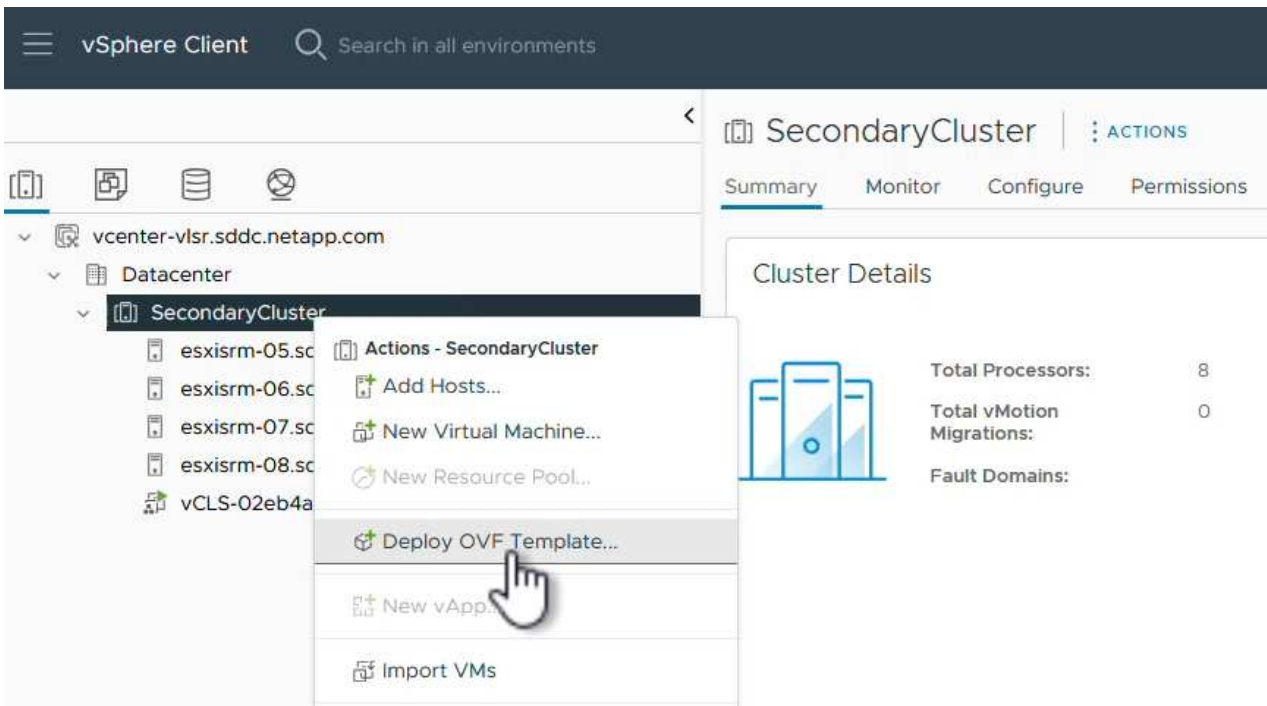 vSphere Client
Search in all environments
SecondaryCluster
ACTIONS
Summary Monitor Configure Permissions
vcenter-vlsr.sddc.netapp.com
Datacenter
SecondaryCluster
esxisrm-05.sc
esxisrm-06.sc
esxisrm-07.sc
esxisrm-08.sc
vCLS-02eb4a
Actions - SecondaryCluster
Add Hosts...
New Virtual Machine...
New Resource Pool...
Deploy OVF Template...
New vApp...
Import VMs
Cluster Details
Total Processors: 8
Total vMotion 0
Migrations:
Fault Domains: